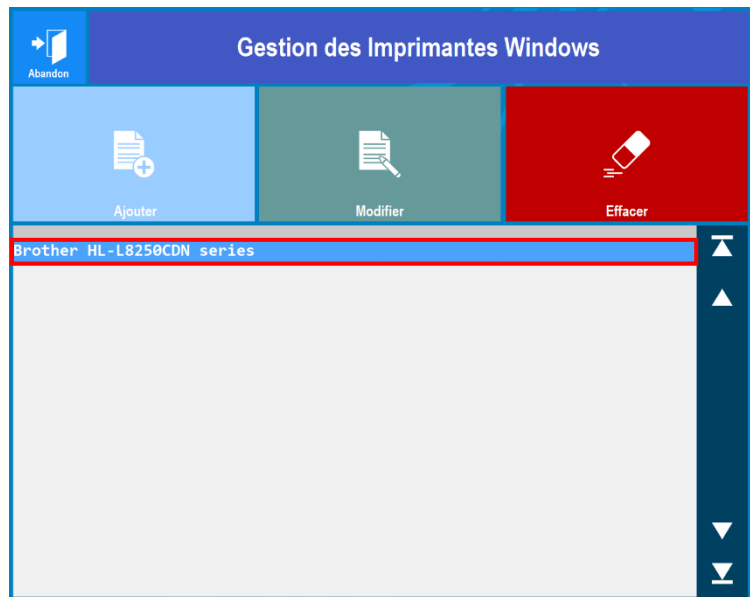 Abandon
Gestion des Imprimantes Windows
Ajouter
Modifier
Effacer
Brother HL-L8250CDN series